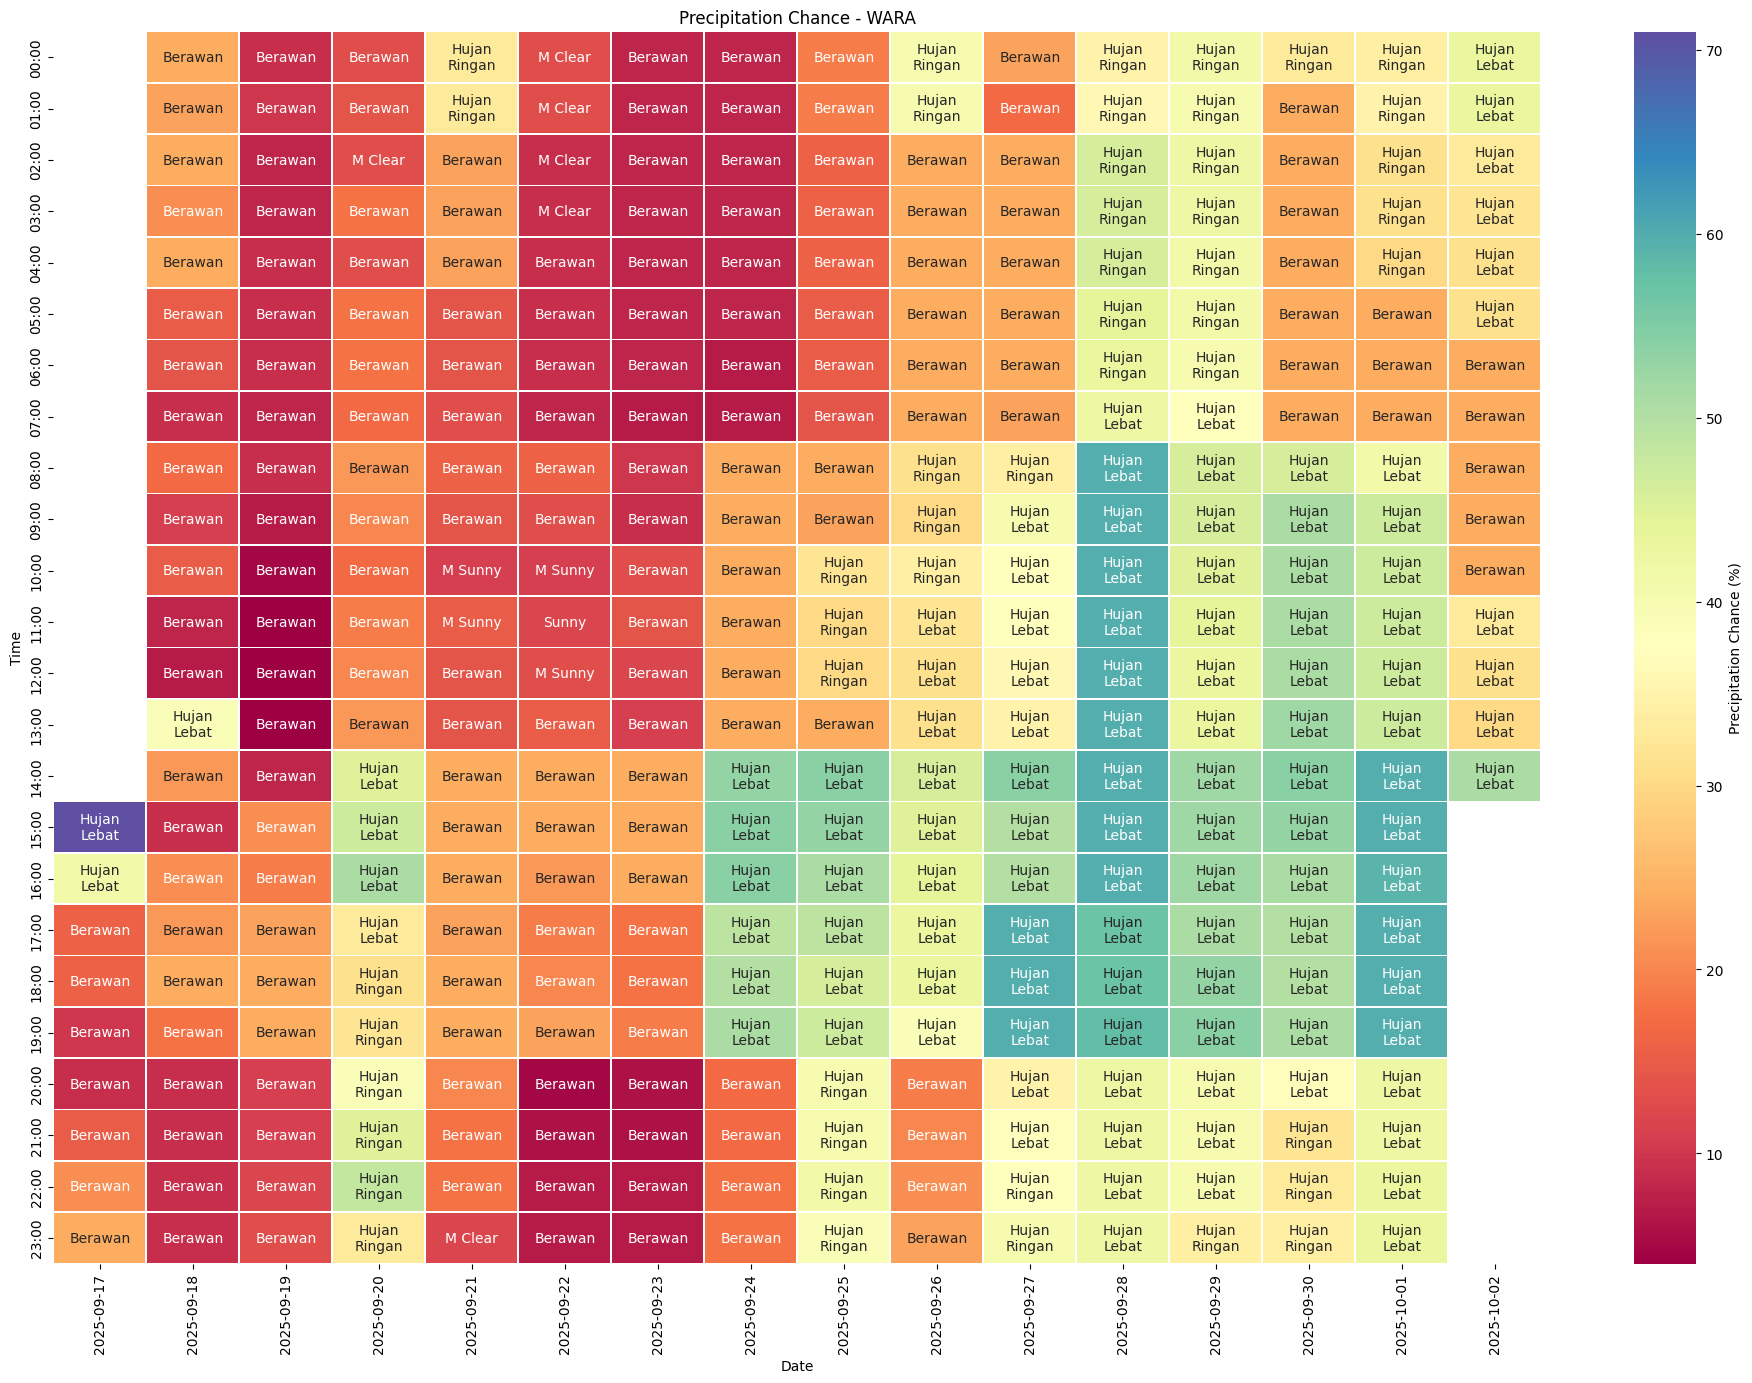 Precipitation Chance - WARA
00:00 Berawan Berawan Berawan Hujan Ringan M Clear Berawan Berawan Berawan Hujan Ringan Berawan Hujan Ringan Hujan Ringan Hujan Ringan Hujan Ringan Hujan Lebat
01:00 Berawan Berawan Berawan Hujan Ringan M Clear Berawan Berawan Berawan Hujan Ringan Berawan Hujan Ringan Hujan Ringan Berawan Hujan Ringan Hujan Lebat
02:00 Berawan Berawan M Clear Berawan M Clear Berawan Berawan Berawan Berawan Berawan Hujan Ringan Hujan Ringan Berawan Hujan Ringan Hujan Lebat
03:00 Berawan Berawan Berawan Berawan M Clear Berawan Berawan Berawan Berawan Berawan Hujan Ringan Hujan Ringan Berawan Hujan Ringan Hujan Lebat
04:00 Berawan Berawan Berawan Berawan Berawan Berawan Berawan Berawan Berawan Berawan Hujan Ringan Hujan Ringan Berawan Hujan Ringan Hujan Lebat
05:00 Berawan Berawan Berawan Berawan Berawan Berawan Berawan Berawan Berawan Berawan Hujan Ringan Hujan Ringan Berawan Berawan Hujan Lebat
06:00 Berawan Berawan Berawan Berawan Berawan Berawan Berawan Berawan Berawan Berawan Hujan Ringan Hujan Ringan Berawan Berawan Berawan
07:00 Berawan Berawan Berawan Berawan Berawan Berawan Berawan Berawan Berawan Berawan Hujan Lebat Hujan Lebat Berawan Berawan Berawan
08:00 Berawan Berawan Berawan Berawan Berawan Berawan Berawan Berawan Hujan Ringan Hujan Ringan Hujan Lebat Hujan Lebat Hujan Lebat Hujan Lebat Berawan
09:00 Berawan Berawan Berawan Berawan Berawan Berawan Berawan Berawan Hujan Ringan Hujan Lebat Hujan Lebat Hujan Lebat Hujan Lebat Hujan Lebat Berawan
10:00 Berawan Berawan Berawan M Sunny M Sunny Berawan Berawan Hujan Ringan Hujan Ringan Hujan Lebat Hujan Lebat Hujan Lebat Hujan Lebat Hujan Lebat Berawan
11:00 Berawan Berawan Berawan M Sunny Sunny Berawan Berawan Hujan Ringan Hujan Lebat Hujan Lebat Hujan Lebat Hujan Lebat Hujan Lebat Hujan Lebat Hujan Lebat
12:00 Berawan Berawan Berawan Berawan M Sunny Berawan Berawan Hujan Ringan Hujan Lebat Hujan Lebat Hujan Lebat Hujan Lebat Hujan Lebat Hujan Lebat Hujan Lebat
13:00 Hujan Lebat Berawan Berawan Berawan Berawan Berawan Berawan Berawan Hujan Lebat Hujan Lebat Hujan Lebat Hujan Lebat Hujan Lebat Hujan Lebat Hujan Lebat
14:00 Berawan Berawan Hujan Lebat Berawan Berawan Berawan Hujan Lebat Hujan Lebat Hujan Lebat Hujan Lebat Hujan Lebat Hujan Lebat Hujan Lebat Hujan Lebat Hujan Lebat
15:00 Hujan Lebat Berawan Berawan Hujan Lebat Berawan Berawan Berawan Hujan Lebat Hujan Lebat Hujan Lebat Hujan Lebat Hujan Lebat Hujan Lebat Hujan Lebat Hujan Lebat
16:00 Hujan Lebat Berawan Berawan Hujan Lebat Berawan Berawan Berawan Hujan Lebat Hujan Lebat Hujan Lebat Hujan Lebat Hujan Lebat Hujan Lebat Hujan Lebat Hujan Lebat
17:00 Berawan Berawan Berawan Hujan Lebat Berawan Berawan Berawan Hujan Lebat Hujan Lebat Hujan Lebat Hujan Lebat Hujan Lebat Hujan Lebat Hujan Lebat Hujan Lebat
18:00 Berawan Berawan Berawan Hujan Ringan Berawan Berawan Berawan Hujan Lebat Hujan Lebat Hujan Lebat Hujan Lebat Hujan Lebat Hujan Lebat Hujan Lebat Hujan Lebat
19:00 Berawan Berawan Berawan Hujan Ringan Berawan Berawan Berawan Hujan Lebat Hujan Lebat Hujan Lebat Hujan Lebat Hujan Lebat Hujan Lebat Hujan Lebat Hujan Lebat
20:00 Berawan Berawan Berawan Hujan Ringan Berawan Berawan Berawan Berawan Hujan Ringan Berawan Hujan Lebat Hujan Lebat Hujan Lebat Hujan Lebat Hujan Lebat
21:00 Berawan Berawan Berawan Hujan Ringan Berawan Berawan Berawan Berawan Hujan Ringan Berawan Hujan Lebat Hujan Lebat Hujan Lebat Hujan Ringan Hujan Lebat
22:00 Berawan Berawan Berawan Hujan Ringan Berawan Berawan Berawan Berawan Hujan Ringan Berawan Hujan Ringan Hujan Lebat Hujan Lebat Hujan Ringan Hujan Lebat
23:00 Berawan Berawan Berawan Hujan Ringan M Clear Berawan Berawan Berawan Hujan Ringan Berawan Hujan Ringan Hujan Lebat Hujan Ringan Hujan Ringan Hujan Lebat
Time
2025-09-17 2025-09-18 2025-09-19 2025-09-20 2025-09-21 2025-09-22 2025-09-23 2025-09-24 2025-09-25 2025-09-26 2025-09-27 2025-09-28 2025-09-29 2025-09-30 2025-10-01 2025-10-02
Date
70
60
50
40
30
20
10
Precipitation Chance (%)